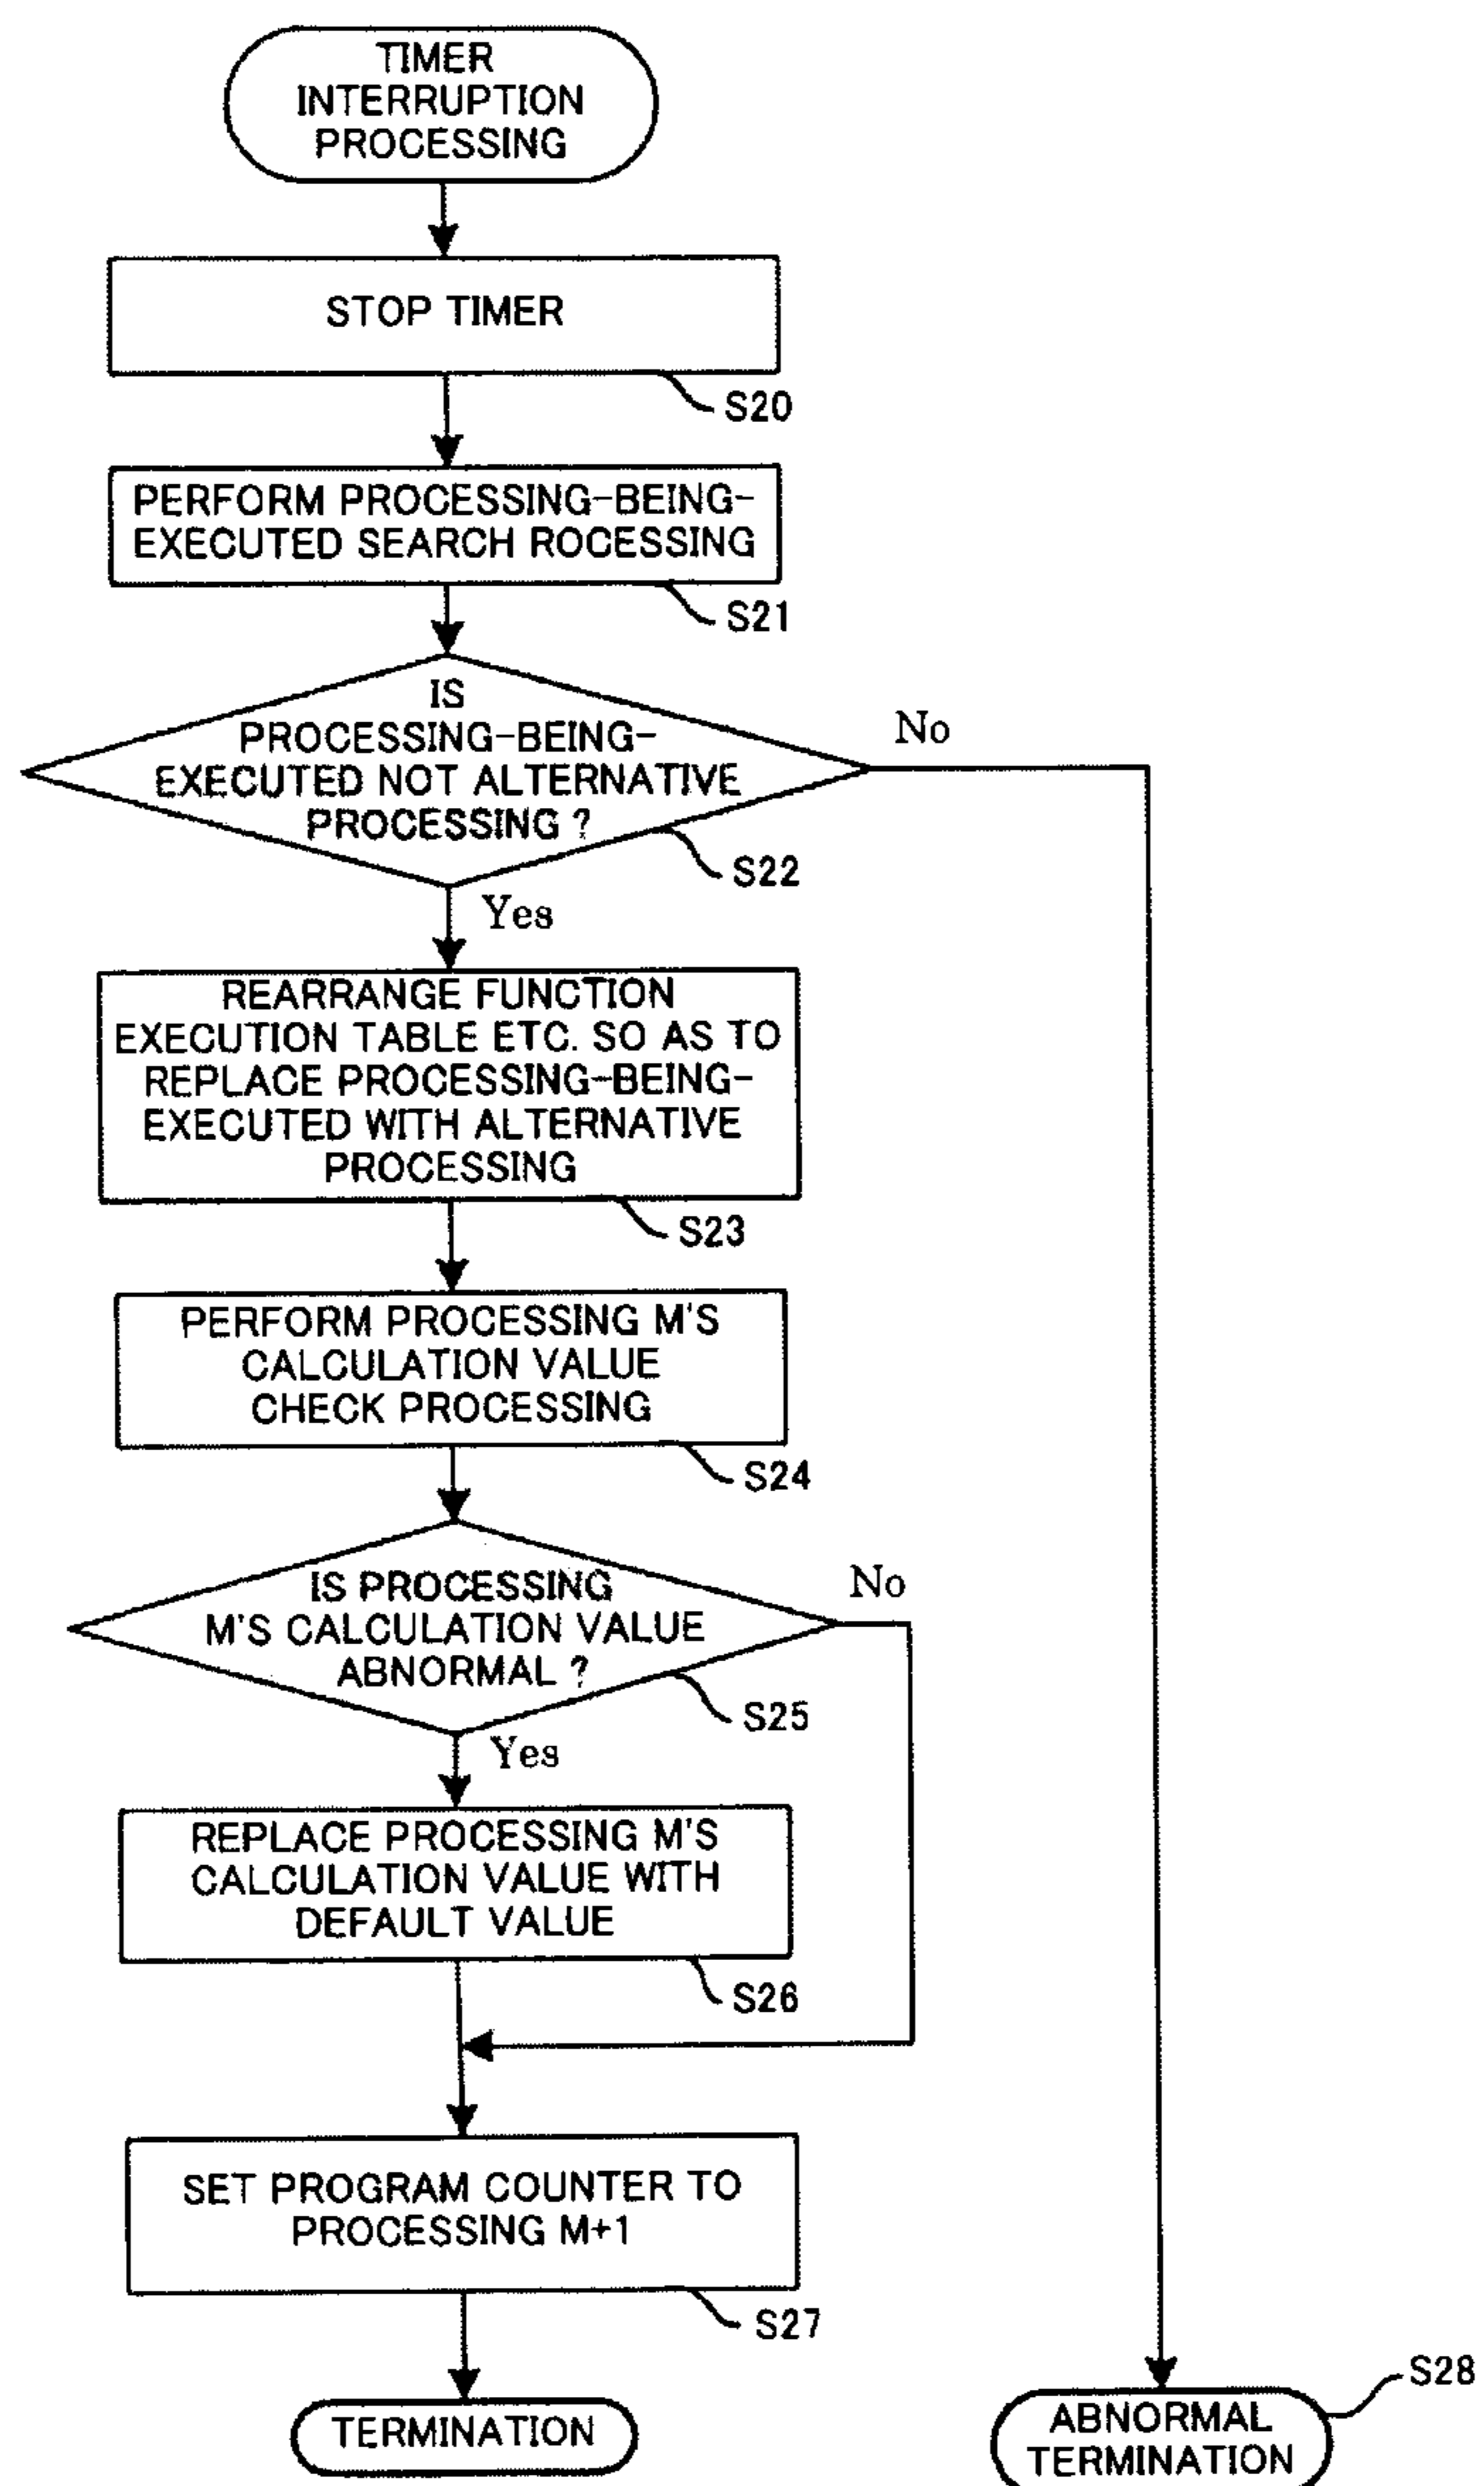 TIMER
INTERRUPTION
PROCESSING
STOP TIMER
S20
PERFORM PROCESSING-BEING-
EXECUTED SEARCH ROCESSING
S21
IS
PROCESSING-BEING-
EXECUTED NOT ALTERNATIVE
PROCESSING ?
No
S22
Yes
REARRANGE FUNCTION
EXECUTION TABLE ETC. SO AS TO
REPLACE PROCESSING-BEING-
EXECUTED WITH ALTERNATIVE
PROCESSING
S23
PERFORM PROCESSING M'S
CALCULATION VALUE
CHECK PROCESSING
S24
IS PROCESSING
M'S CALCULATION VALUE
ABNORMAL ?
No
S25
Yes
REPLACE PROCESSING M'S
CALCULATION VALUE WITH
DEFAULT VALUE
S26
SET PROGRAM COUNTER TO
PROCESSING M+1
S27
TERMINATION
S28
ABNORMAL
TERMINATION